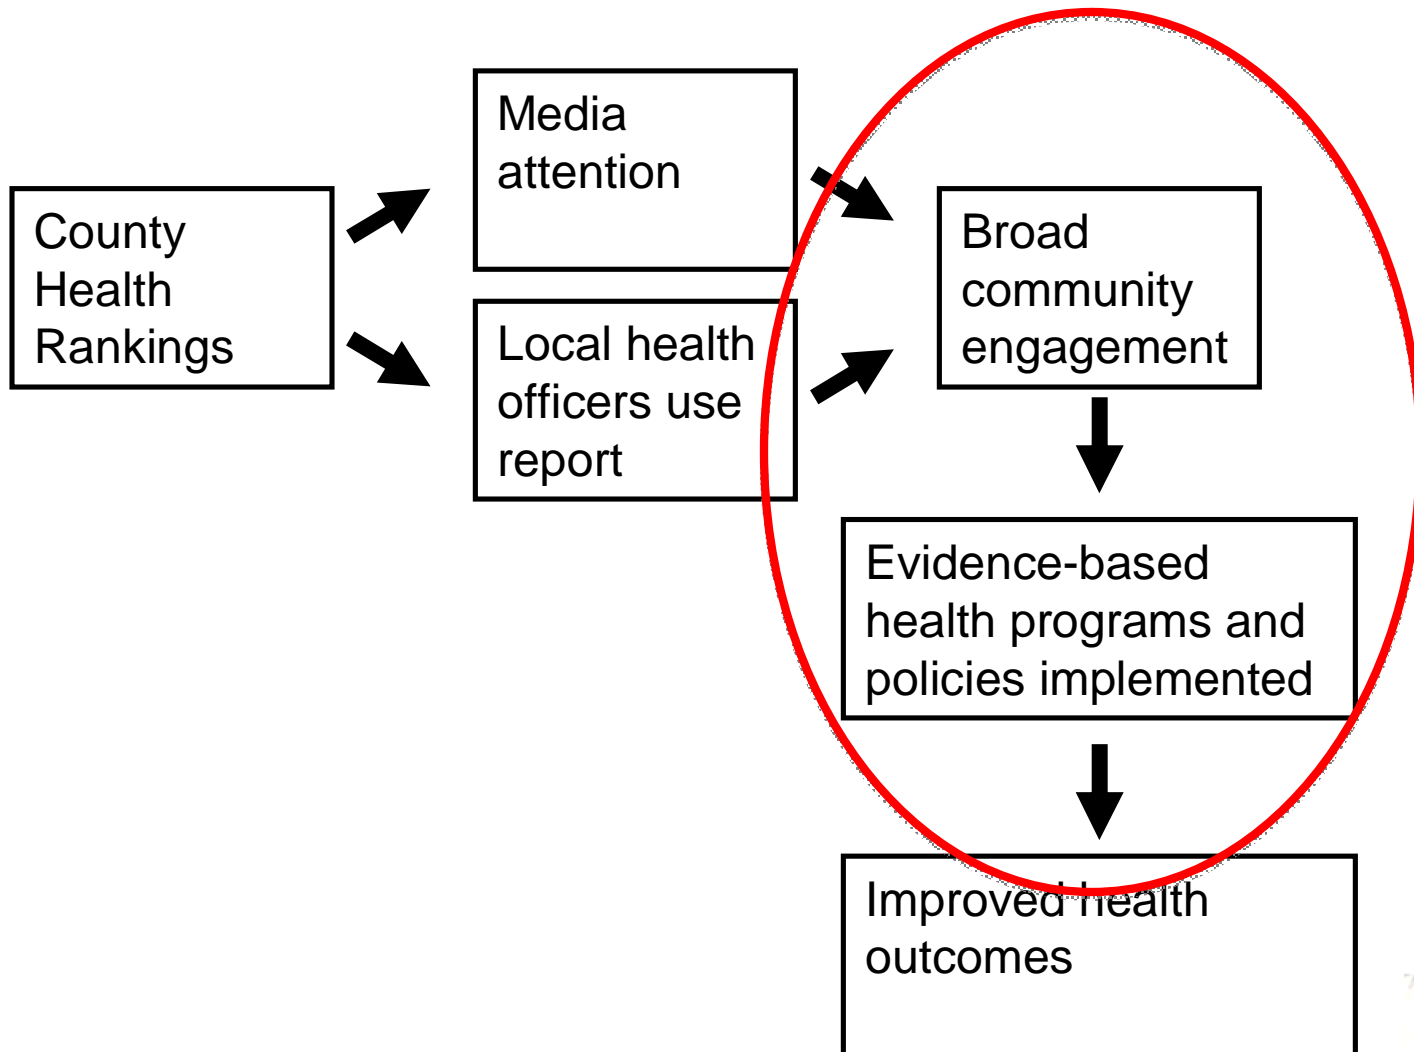 County
Health
Rankings
Media
attention
Local health
officers use
report
Broad
community
engagement
Evidence-based
health programs and
policies implemented
Improved health
outcomes
7